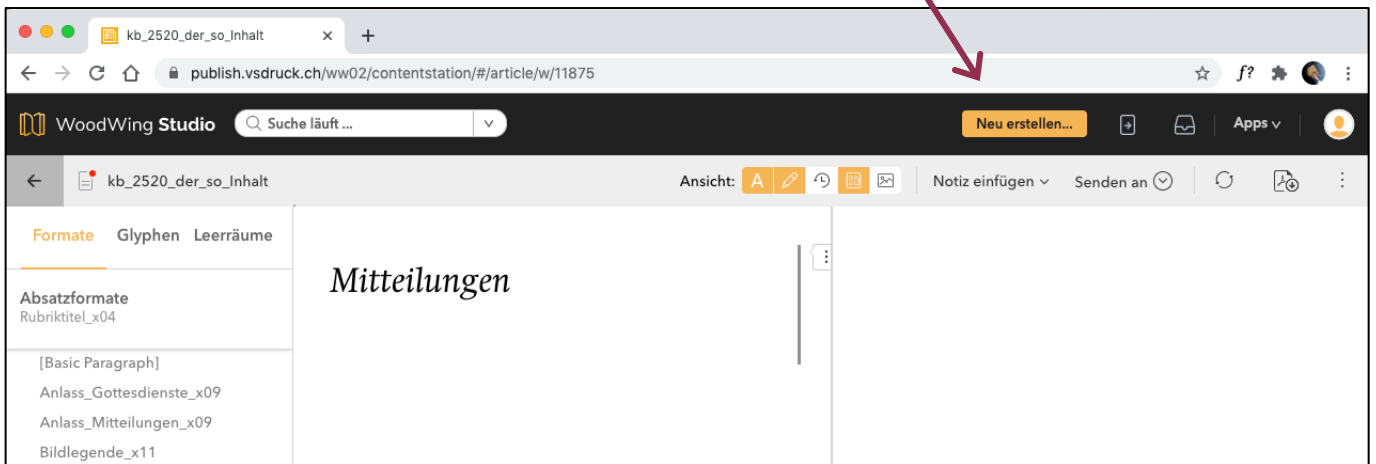 kb_2520_der_so_Inhalt
publish.vsdruck.ch/ww02/contentstation/#/article/w/11875
f?
WoodWing Studio
Suche läuft ...
Neu erstellen...
Apps
kb_2520_der_so_Inhalt
Ansicht:
A
Notiz einfügen
Senden an
Formate Glyphen Leerräume
Mitteilungen
Absatzformate
Rubriktitel_x04
[Basic Paragraph]
Anlass_Gottesdienste_x09
Anlass_Mitteilungen_x09
Bildlegende_x11